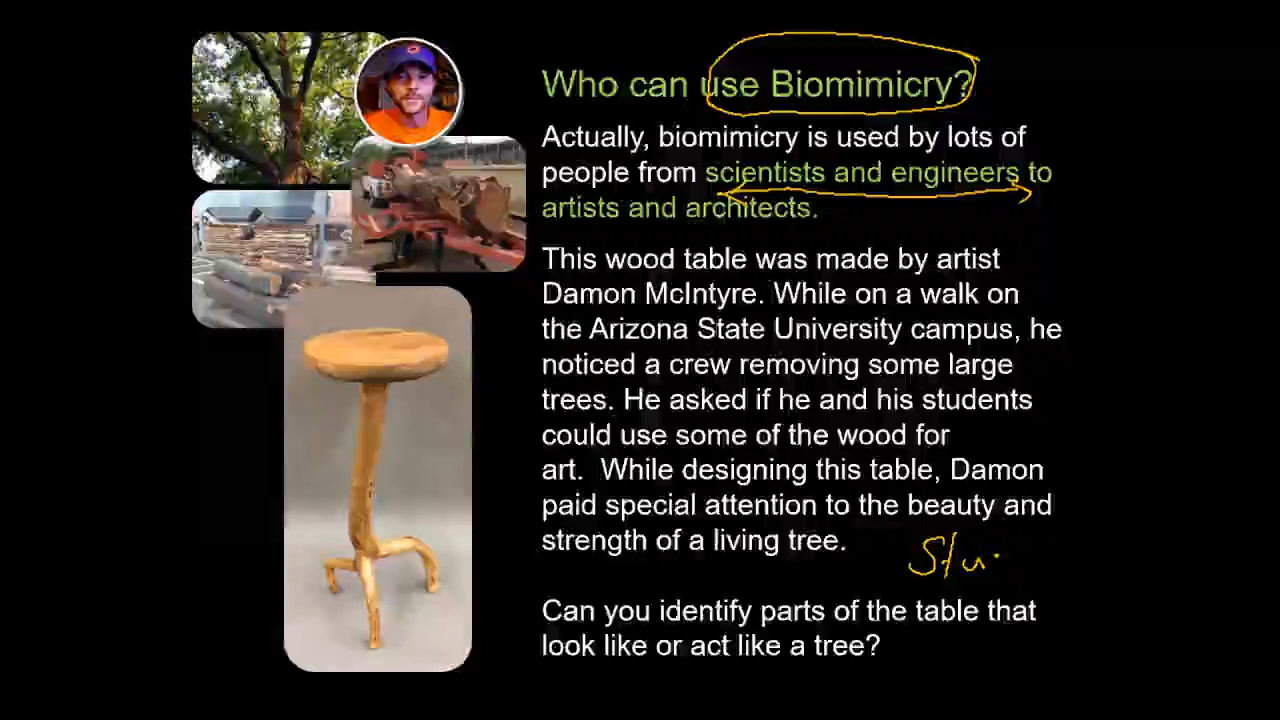 Who can use Biomimicry?
Actually, biomimicry is used by lots of
people from scientists and engineers to
artists and architects.
This wood table was made by artist
Damon McIntyre. While on a walk on
the Arizona State University campus, he
noticed a crew removing some large
trees. He asked if he and his students
could use some of the wood for
art.  While designing this table, Damon
paid special attention to the beauty and
strength of a living tree.
Stu
Can you identify parts of the table that
look like or act like a tree?